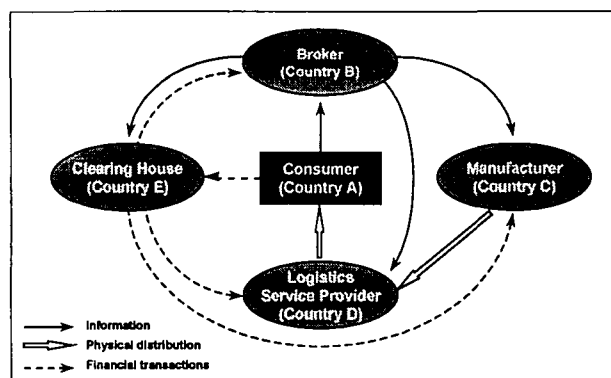 Broker
(Country B)
Clearing House
(Country E)
Consumer
(Country A)
Manufacturer
(Country C)
Logistics
Service Provider
(Country D)
Information
Physical distribution
Financial transactions